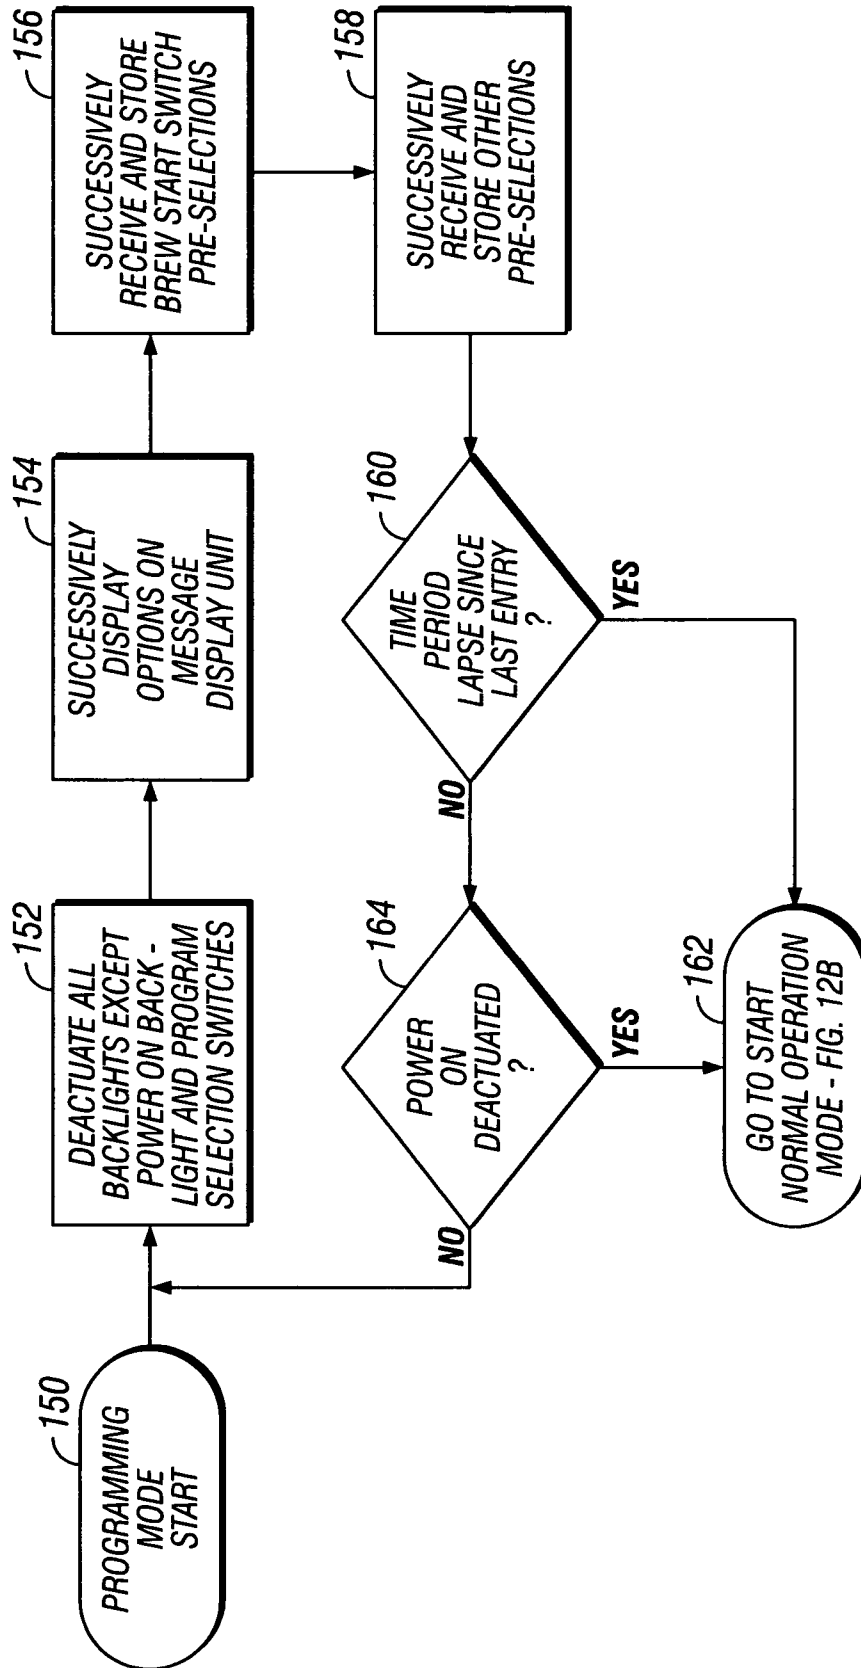 150
PROGRAMMING
MODE
START
152
DEACTUATE ALL
BACKLIGHTS EXCEPT
POWER ON BACK -
LIGHT AND PROGRAM
SELECTION SWITCHES
154
SUCCESSIVELY
DISPLAY
OPTIONS ON
MESSAGE
DISPLAY UNIT
156
SUCCESSIVELY
RECEIVE AND STORE
BREW START SWITCH
PRE-SELECTIONS
158
SUCCESSIVELY
RECEIVE AND
STORE OTHER
PRE-SELECTIONS
160
TIME
PERIOD
LAPSE SINCE
LAST ENTRY
?
YES
NO
164
POWER
ON
DEACTUATED
?
YES
NO
162
GO TO START
NORMAL OPERATION
MODE - FIG. 12B